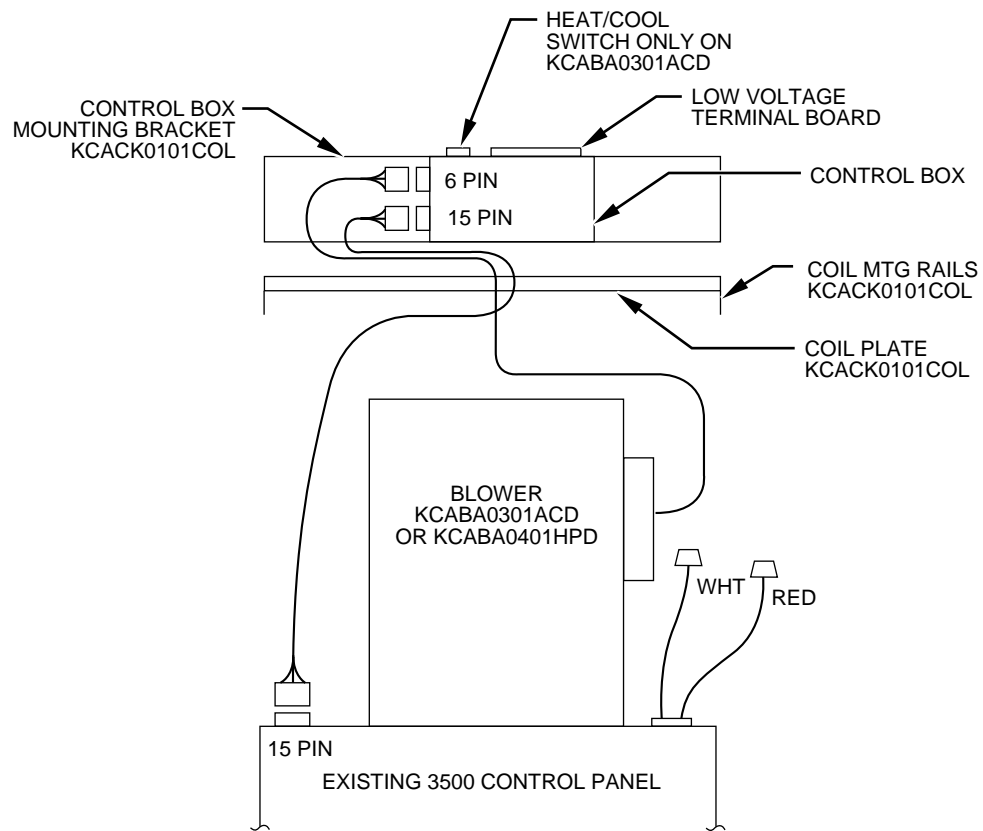 HEAT/COOL
SWITCH ONLY ON
KCABA0301ACD
LOW VOLTAGE
TERMINAL BOARD
CONTROL BOX
MOUNTING BRACKET
KCACK0101COL
6 PIN
15 PIN
CONTROL BOX
COIL MTG RAILS
KCACK0101COL
COIL PLATE
KCACK0101COL
BLOWER
KCABA0301ACD
OR KCABA0401HPD
WHT
RED
15 PIN
EXISTING 3500 CONTROL PANEL